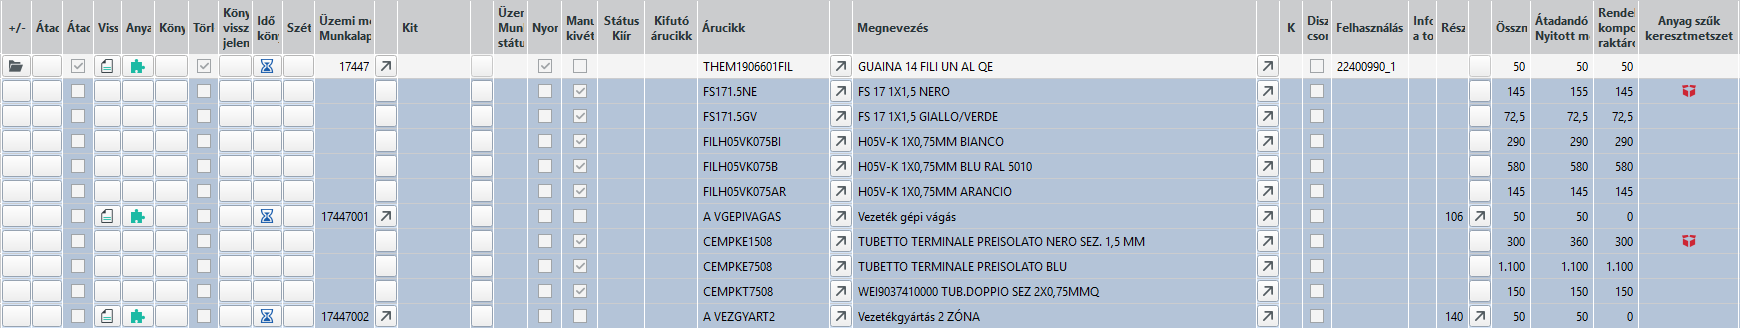 +/- Átac Átac Viss Anya Köny Törl Köny visszi jelen Idő köny Szét Üzemi me Munkalap Kit Üzem Munk státu Nyor Manu kivét Státus Kiír Kifutó árucikk Árucikk Megnevezés K Disz csor Felhasználás Info a to Rész Összm Átadandó Nyitott m Rendel kompo raktárc Anyag szűk keresztmetszet
17447 THEM1906601FIL GUAINA 14 FILI UN AL QE 22400990_1 50 50 50
FS171.5NE FS 17 1X1,5 NERO 145 155 145
FS171.5GV FS 17 1X1,5 GIALLO/VERDE 72,5 72,5 72,5
FILH05VK075BI H05V-K 1X0,75MM BIANCO 290 290 290
FILH05VK075B H05V-K 1X0,75MM BLU RAL 5010 580 580 580
FILH05VK075AR H05V-K 1X0,75MM ARANCIO 145 145 145
17447001 A VGEPIVAGAS Vezeték gépi vágás 106 50 50 0
CEMPKE1508 TUBETTO TERMINALE PREISOLATO NERO SEZ. 1,5 MM 300 360 300
CEMPKE7508 TUBETTO TERMINALE PREISOLATO BLU 1.100 1.100 1.100
CEMPKT7508 WEI9037410000 TUB.DOPPIO SEZ 2X0,75MMQ 150 150 150
17447002 A VEZGYART2 Vezetékgyártás 2 ZÓNA 140 50 50 0